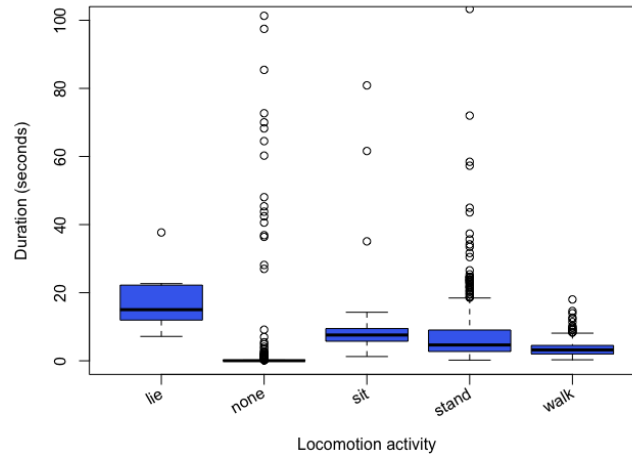 100
80
60
40
20
0
Duration (seconds)
lie
none
sit
stand
walk
Locomotion activity